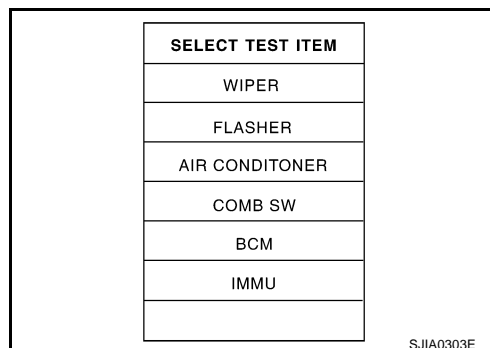 SELECT TEST ITEM
WIPER
FLASHER
AIR CONDITONER
COMB SW
BCM
IMMU
SJIA0303E